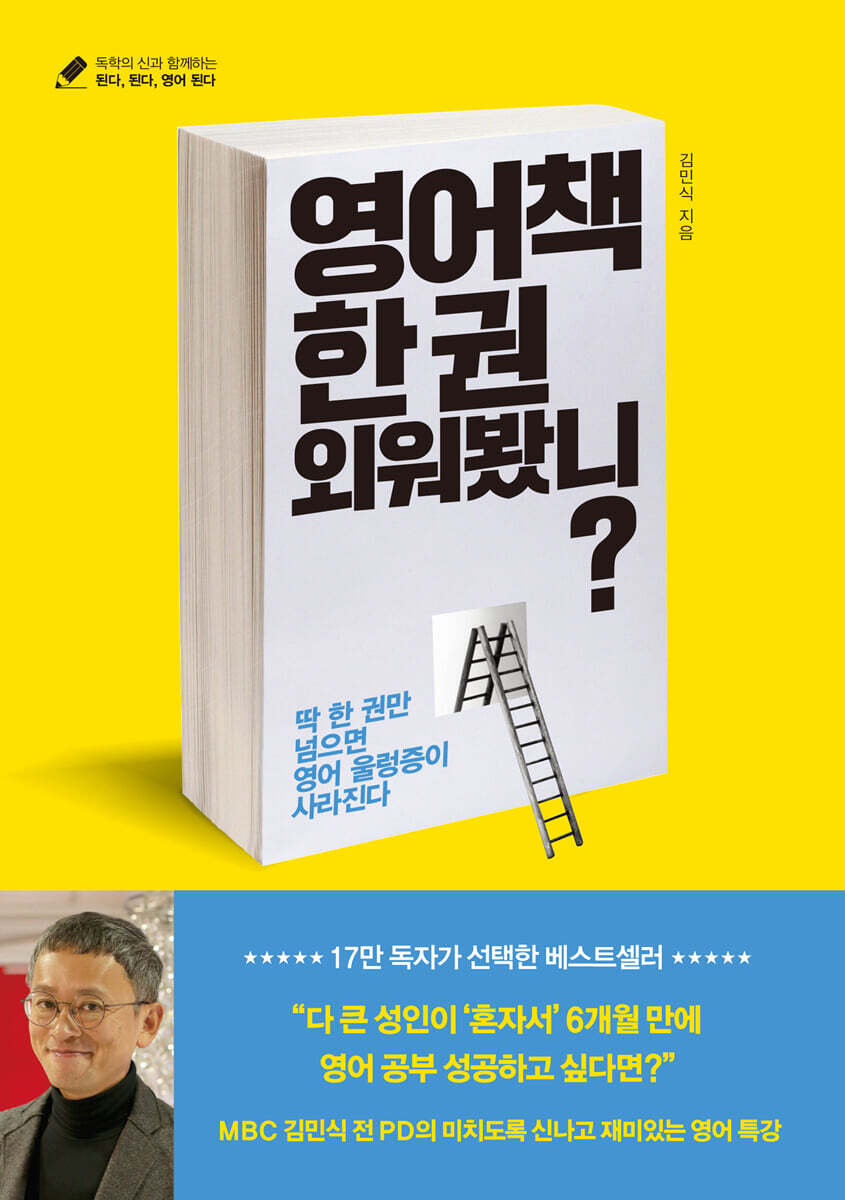 독학의 신과 함께하는
된다, 된다, 영어 된다
김민식 지음
영어책
한 권
외워봤니
?
딱 한 권만
넘으면
영어 울렁증이
사라진다
★★★★★ 17만 독자가 선택한 베스트셀러 ★★★★★
“다 큰 성인이 ‘혼자서’ 6개월 만에
영어 공부 성공하고 싶다면?”
MBC 김민식 전 PD의 미치도록 신나고 재미있는 영어 특강